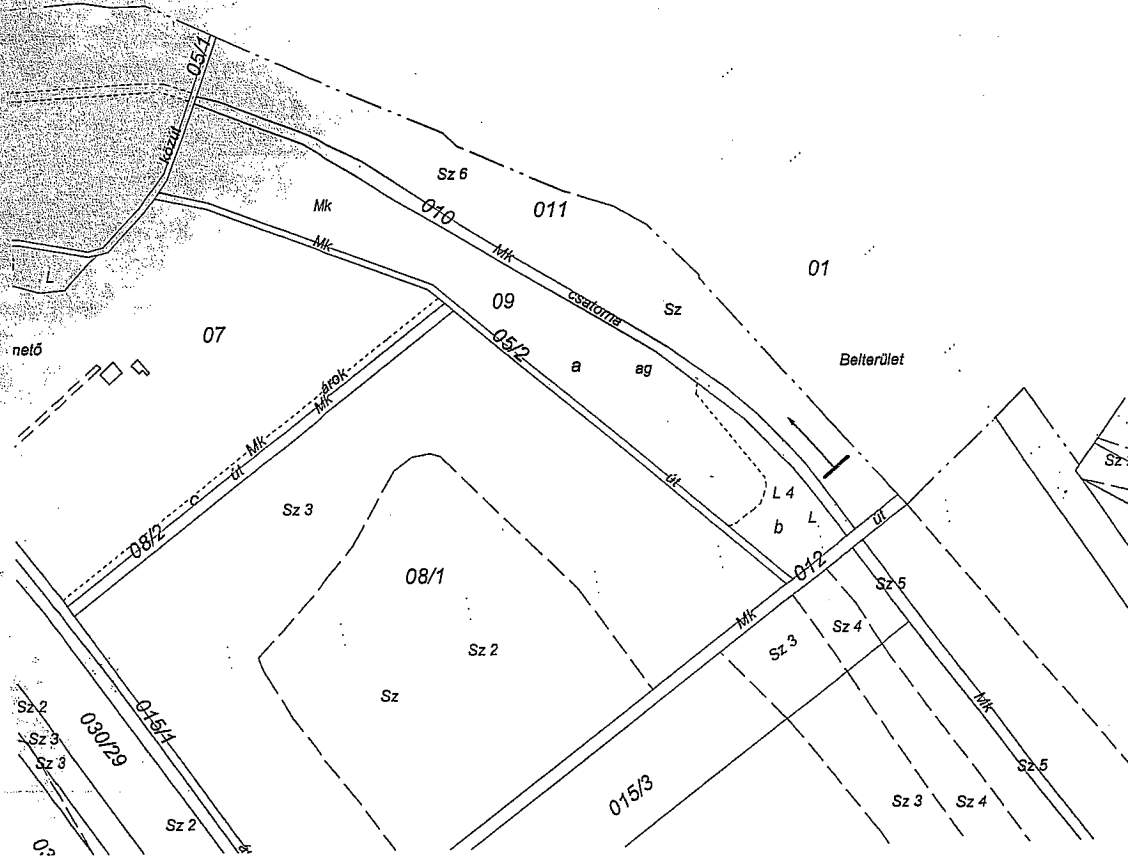 05/1
közút
Sz 6
Mk
010
011
Mk
Mk
01
L
09
csatorna
Sz
07
nető
05/2
Belterület
a
ag
árok
Mk
Mk
Sz
út
út
c
L 4
Sz 3
L
út
b
08/2
012
08/1
Sz 5
Mk
Sz 4
Sz 3
Sz 2
Sz
Mk
Sz 2
015/1
030/29
Sz 3
Sz 3
Sz 5
015/3
Sz 3
Sz 4
Sz 2